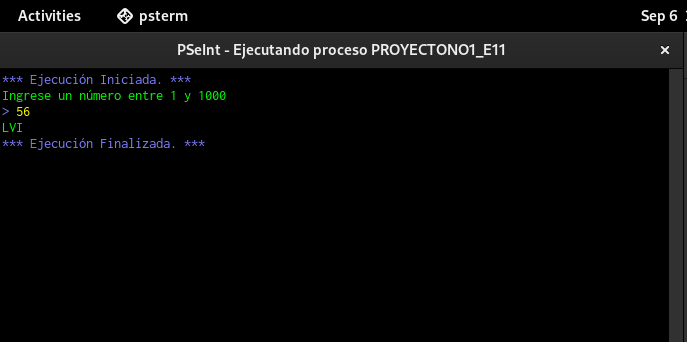 Activities psterm Sep 6
PSeInt - Ejecutando proceso PROYECTONO1_E11 ×
*** Ejecución Iniciada. ***
Ingrese un número entre 1 y 1000
> 56
LVI
*** Ejecución Finalizada. ***